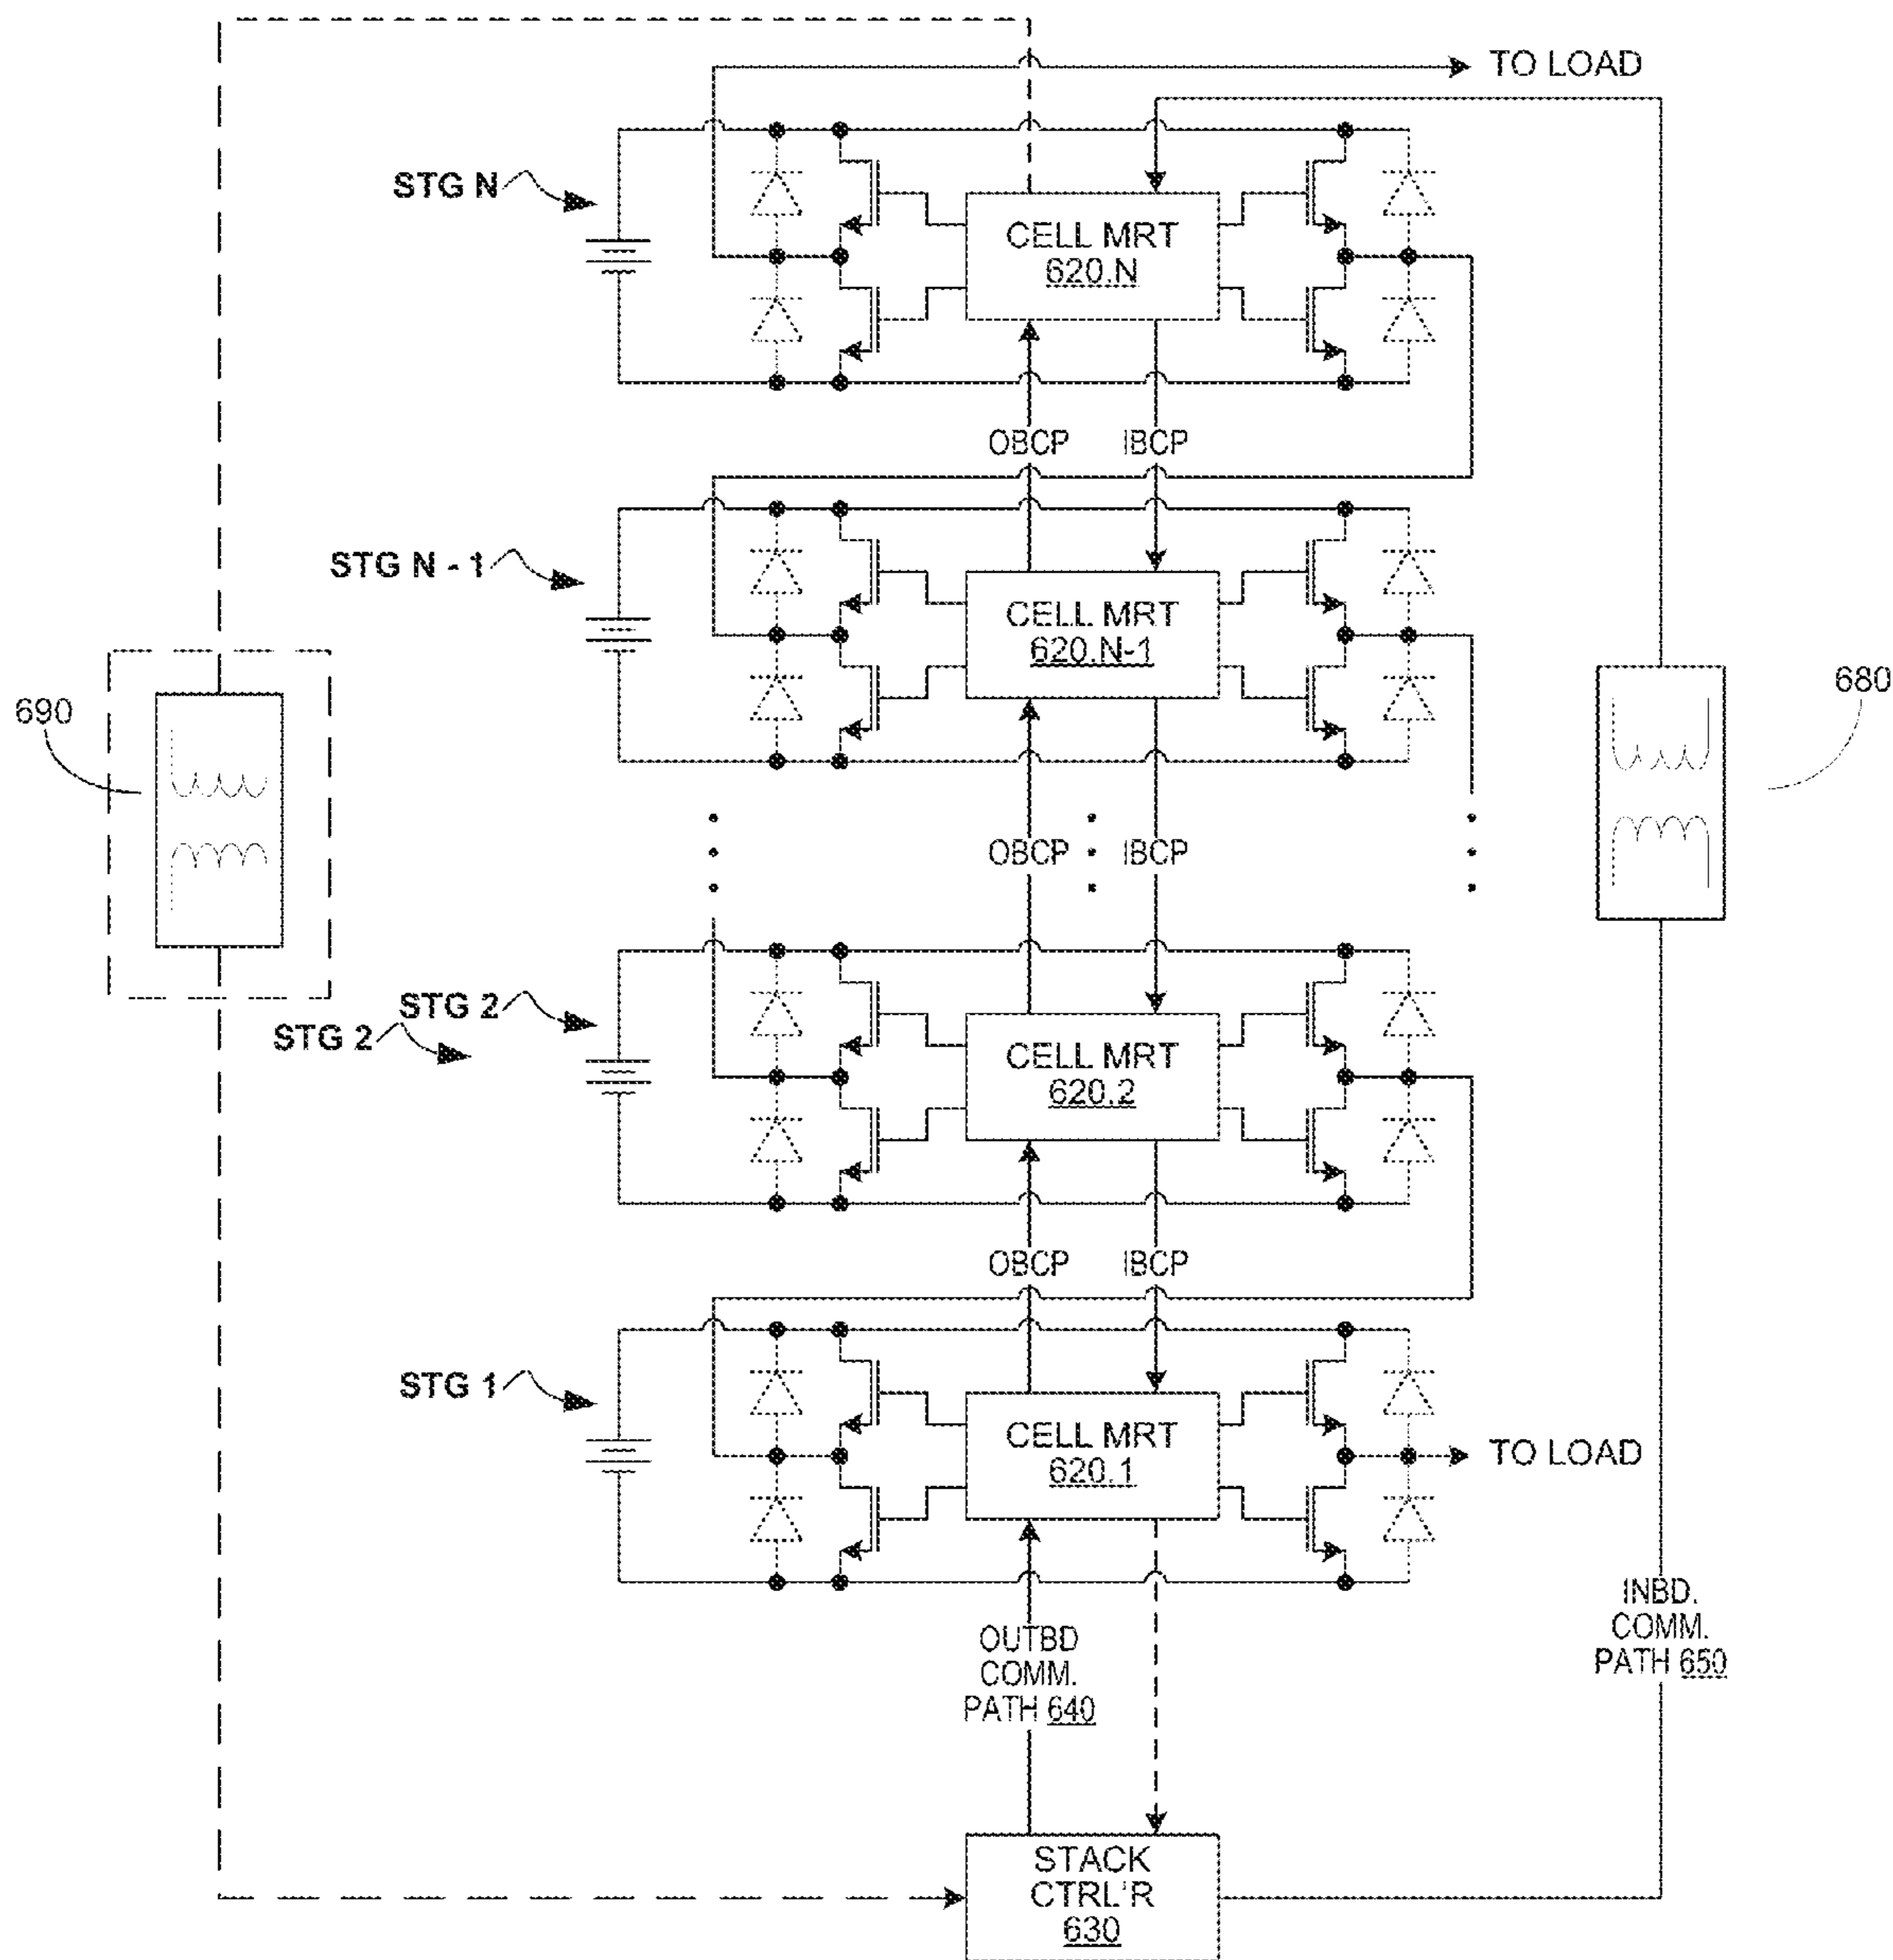 TO LOAD
STG N
CELL MRT
620.N
OBCP
IBCP
STG N - 1
CELL MRT
620.N-1
690
680
OBCP
IBCP
STG 2
STG 2
CELL MRT
620.2
OBCP
IBCP
STG 1
CELL MRT
620.1
TO LOAD
OUTBD
COMM.
PATH 640
INBD.
COMM.
PATH 650
STACK
CTRL'R
630